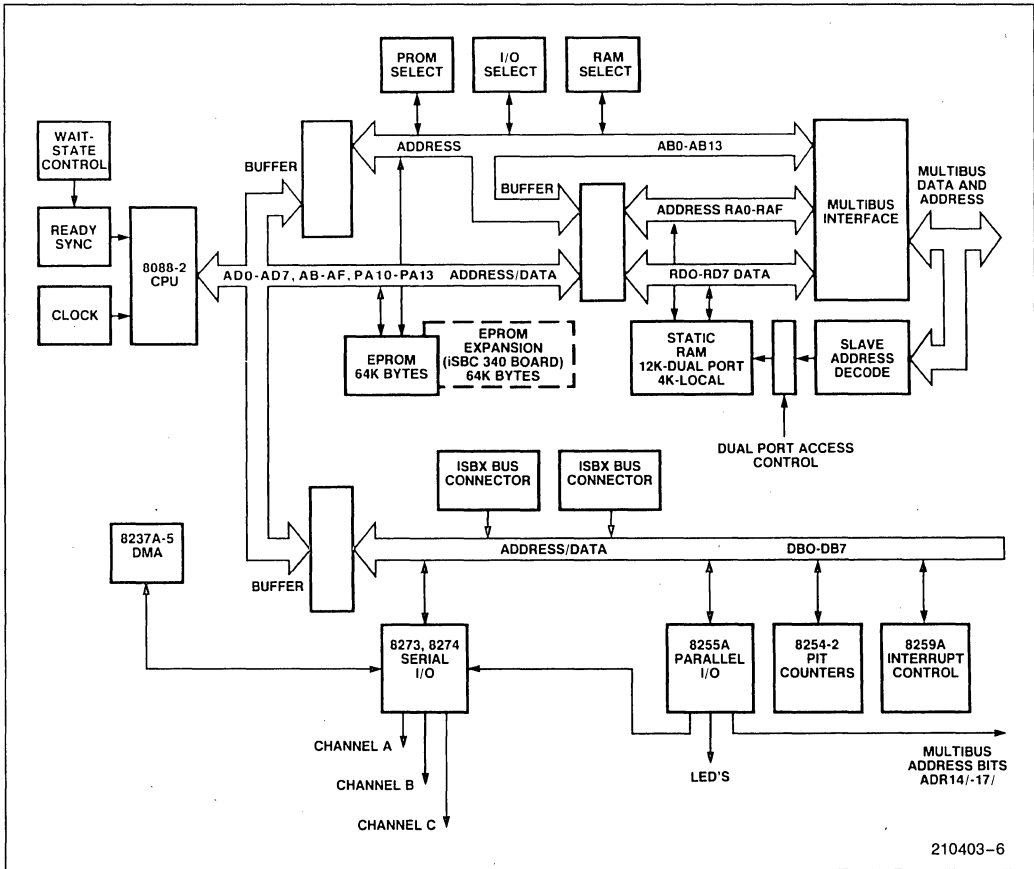 PROM
SELECT
I/O
SELECT
RAM
SELECT
WAIT-
STATE
CONTROL
READY
SYNC
CLOCK
8088-2
CPU
BUFFER
ADDRESS
AB0-AB13
BUFFER
ADDRESS RA0-RAF
MULTIBUS
INTERFACE
MULTIBUS
DATA AND
ADDRESS
AD0-AD7, AB-AF, PA10-PA13
ADDRESS/DATA
RDO-RD7 DATA
EPROM
64K BYTES
EPROM
EXPANSION
(iSBC 340 BOARD)
64K BYTES
STATIC
RAM
12K-DUAL PORT
4K-LOCAL
SLAVE
ADDRESS
DECODE
DUAL PORT ACCESS
CONTROL
ISBX BUS
CONNECTOR
ISBX BUS
CONNECTOR
8237A-5
DMA
BUFFER
ADDRESS/DATA
DBO-DB7
8273, 8274
SERIAL
I/O
8255A
PARALLEL
I/O
8254-2
PIT
COUNTERS
8259A
INTERRUPT
CONTROL
CHANNEL A
CHANNEL B
CHANNEL C
LED'S
MULTIBUS
ADDRESS BITS
ADR14/-17/
210403-6